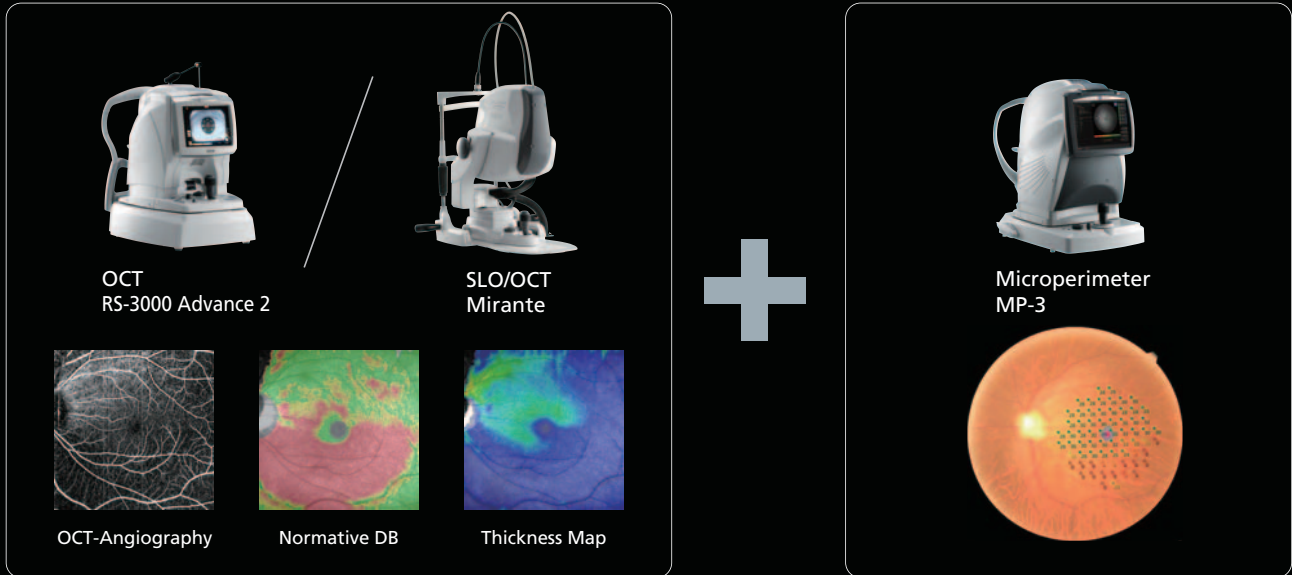 OCT
RS-3000 Advance 2
SLO/OCT
Mirante
OCT-Angiography
Normative DB
Thickness Map
Microperimeter
MP-3